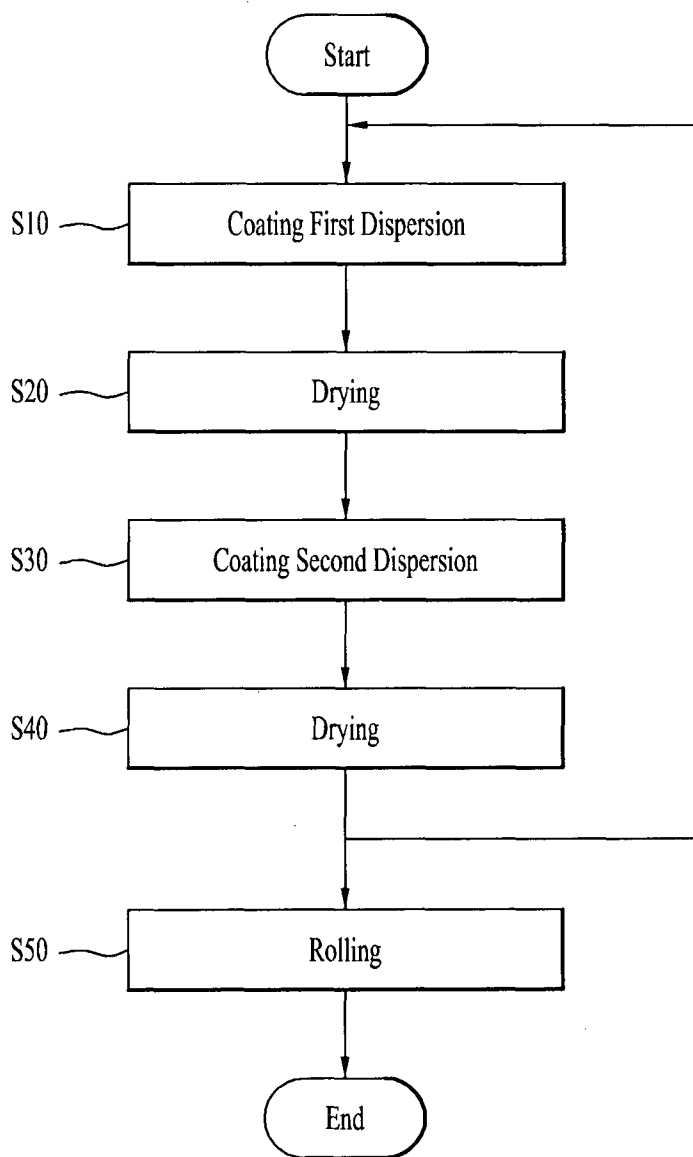 Start
S10
Coating First Dispersion
S20
Drying
S30
Coating Second Dispersion
S40
Drying
S50
Rolling
End